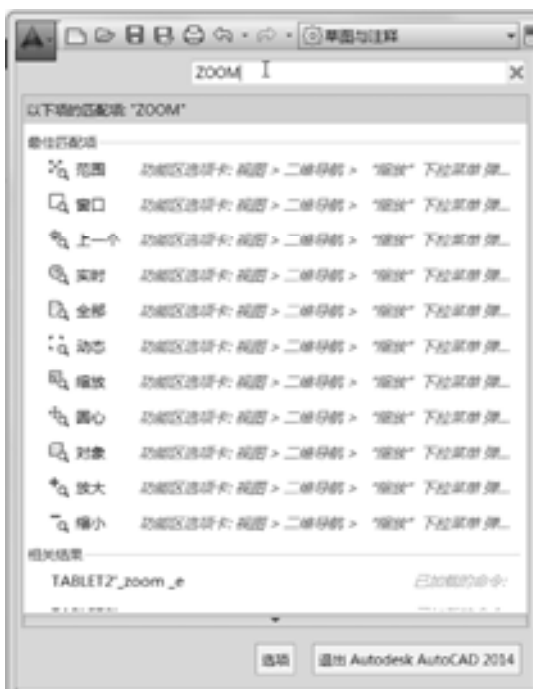 草图与注释
ZOOM
以下项的匹配项: "ZOOM"
最佳匹配项
范围 功能区选项卡: 视图 > 二维导航 > "缩放" 下拉菜单 弹...
窗口 功能区选项卡: 视图 > 二维导航 > "缩放" 下拉菜单 弹...
上一个 功能区选项卡: 视图 > 二维导航 > "缩放" 下拉菜单 弹...
实时 功能区选项卡: 视图 > 二维导航 > "缩放" 下拉菜单 弹...
全部 功能区选项卡: 视图 > 二维导航 > "缩放" 下拉菜单 弹...
动态 功能区选项卡: 视图 > 二维导航 > "缩放" 下拉菜单 弹...
缩放 功能区选项卡: 视图 > 二维导航 > "缩放" 下拉菜单 弹...
圆心 功能区选项卡: 视图 > 二维导航 > "缩放" 下拉菜单 弹...
对象 功能区选项卡: 视图 > 二维导航 > "缩放" 下拉菜单 弹...
放大 功能区选项卡: 视图 > 二维导航 > "缩放" 下拉菜单 弹...
缩小 功能区选项卡: 视图 > 二维导航 > "缩放" 下拉菜单 弹...
相关结果
TABLET2'_zoom _e 已加载的命令:
选项 退出 Autodesk AutoCAD 2014